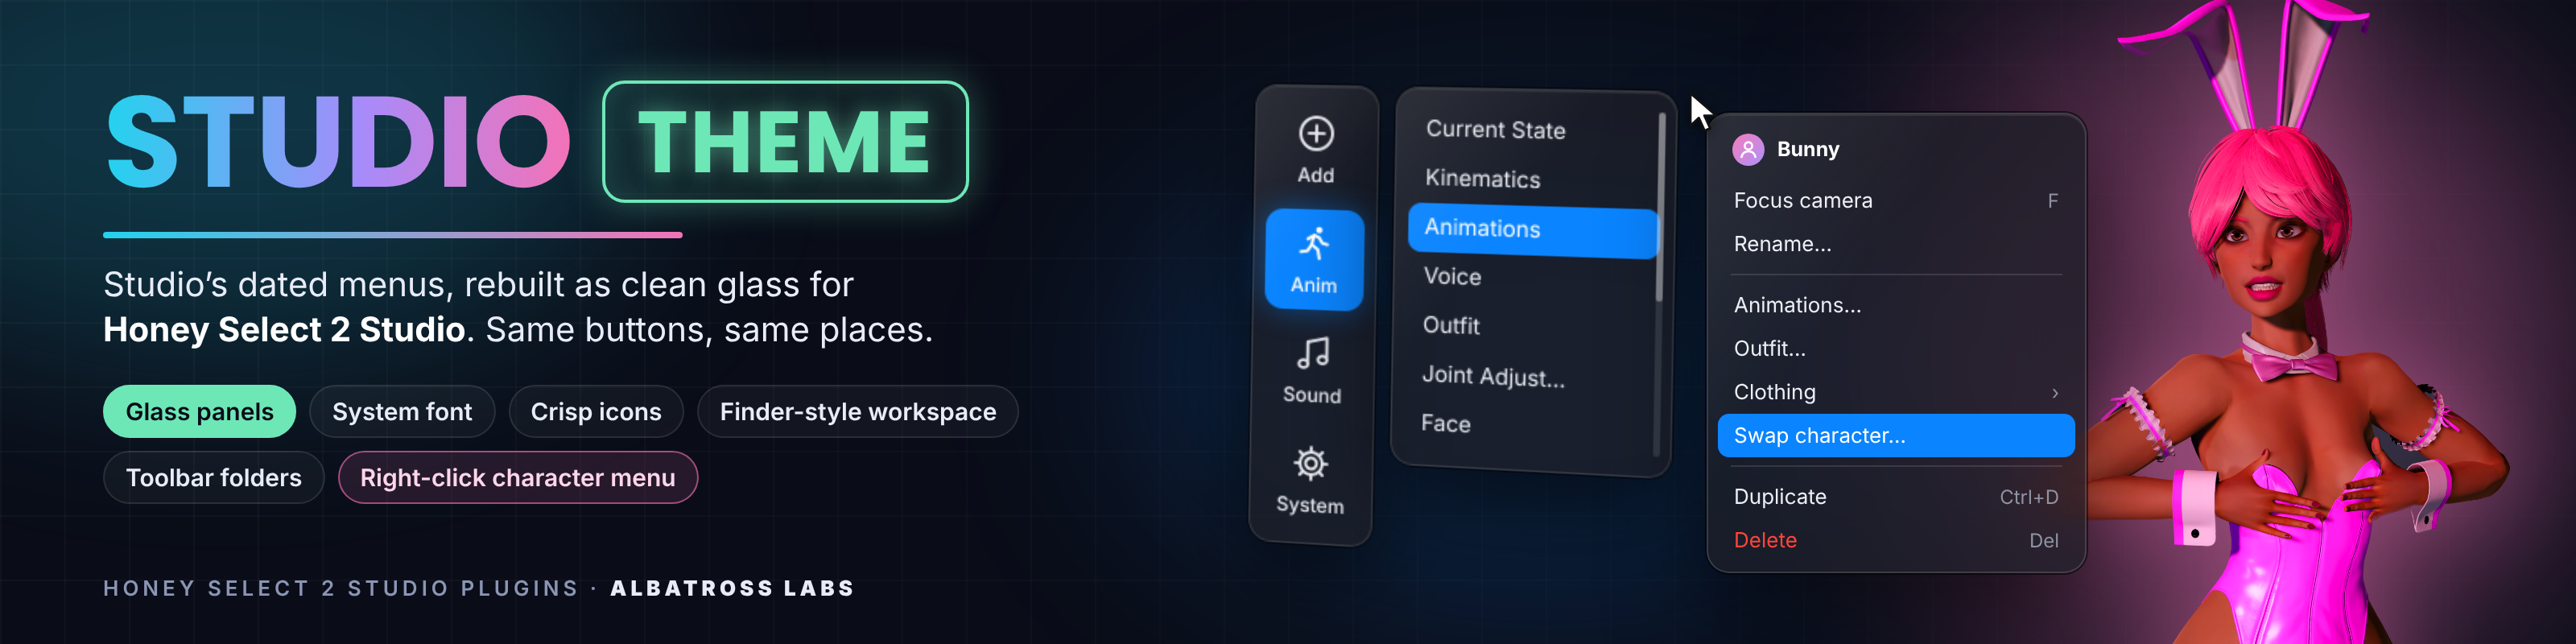 STUDIO THEME
Studio’s dated menus, rebuilt as clean glass for
Honey Select 2 Studio. Same buttons, same places.
Glass panels System font Crisp icons Finder-style workspace
Toolbar folders Right-click character menu
HONEY SELECT 2 STUDIO PLUGINS · ALBATROSS LABS
Add
Anim
Sound
System
Current State
Kinematics
Animations
Voice
Outfit
Joint Adjust...
Face
Bunny
Focus camera F
Rename...
Animations...
Outfit...
Clothing ›
Swap character...
Duplicate Ctrl+D
Delete Del